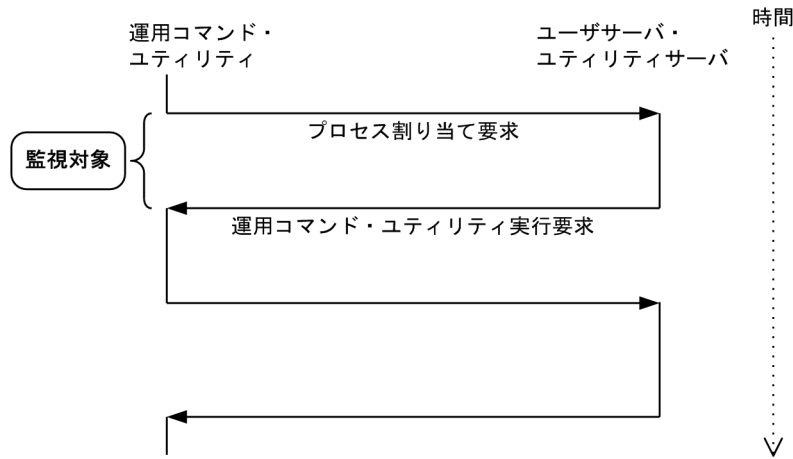 時間
運用コマンド・
ユティリティ
ユーザサーバ・
ユティリティサーバ
プロセス割り当て要求
監視対象
運用コマンド・ユティリティ実行要求